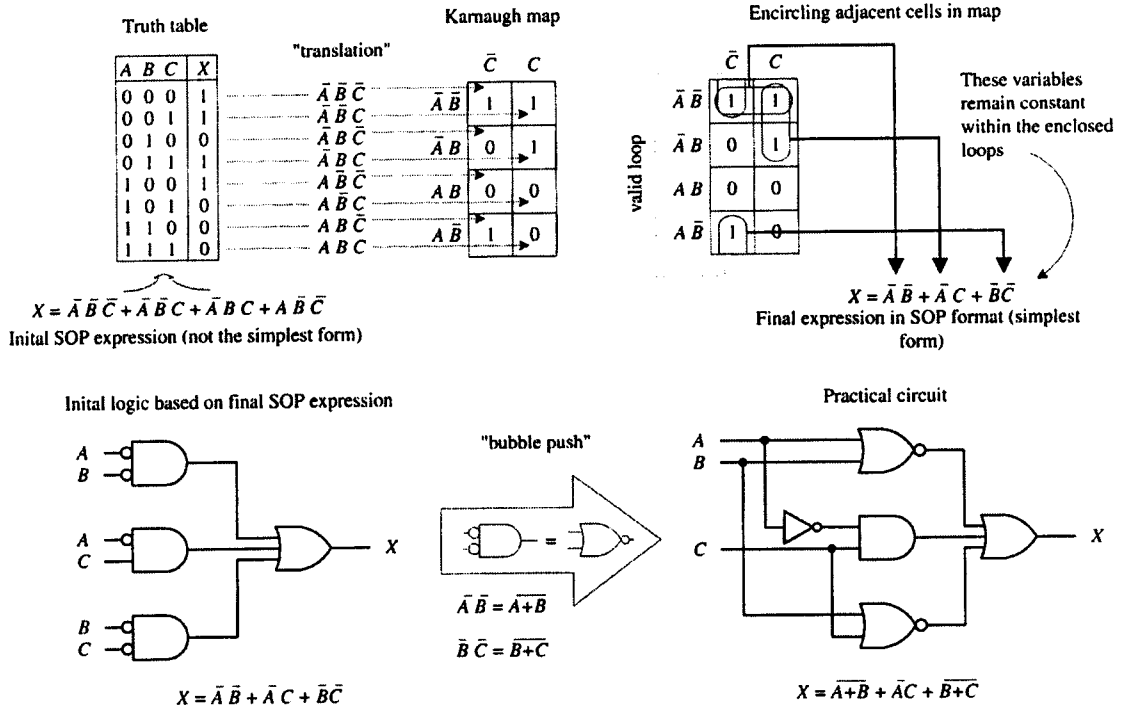 Truth table
A B C X
0 0 0 1
0 0 1 1
0 1 0 0
0 1 1 1
1 0 0 1
1 0 1 0
1 1 0 0
1 1 1 0
"translation"
Ā B̄ C̄
Ā B̄ C
Ā B C̄
Ā B C
A B̄ C̄
A B̄ C
A B C̄
A B C
Karnaugh map
C̄ C
Ā B̄ 1 1
Ā B 0 1
A B 0 0
A B̄ 1 0
X = Ā B̄ C̄ + Ā B̄ C + Ā B C + A B̄ C̄
Inital SOP expression (not the simplest form)
Encircling adjacent cells in map
C̄ C
Ā B̄ 1 1
Ā B 0 1
A B 0 0
A B̄ 1 0
valid loop
These variables
remain constant
within the enclosed
loops
X = Ā B̄ + Ā C + B̄C̄
Final expression in SOP format (simplest
form)
Inital logic based on final SOP expression
A
B
A
C
B
C
X
X = Ā B̄ + Ā C + B̄C̄
"bubble push"
=
Ā B̄ = A̅+̅B̅
B̄ C̄ = B̅+̅C̅
Practical circuit
A
B
C
X
X = A̅+̅B̅ + ĀC + B̅+̅C̅